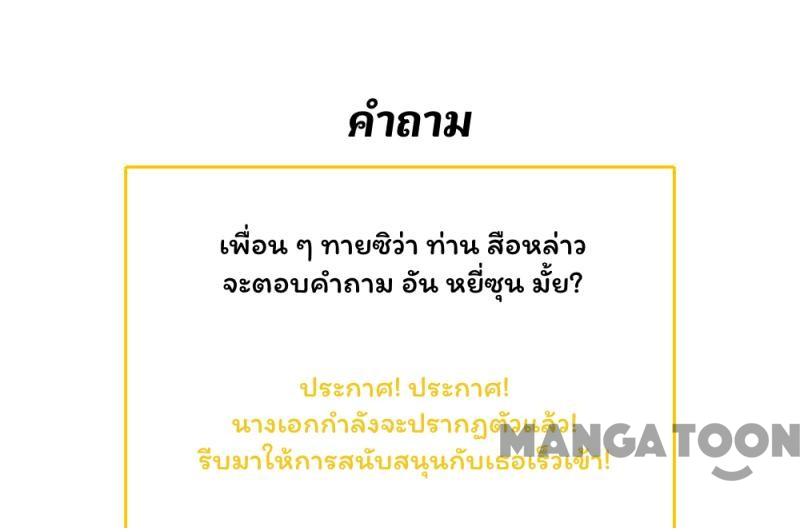 คำถาม
เพื่อน ๆ ทายซิว่า ท่าน สือหล่าว
จะตอบคำถาม อัน หยี่ซุน มั้ย?
ประกาศ! ประกาศ!
นางเอกกำลังจะปรากฏตัวแล้ว!
รีบมาให้การสนับสนุนกับเธอเร็วเข้า!
MANGATOON